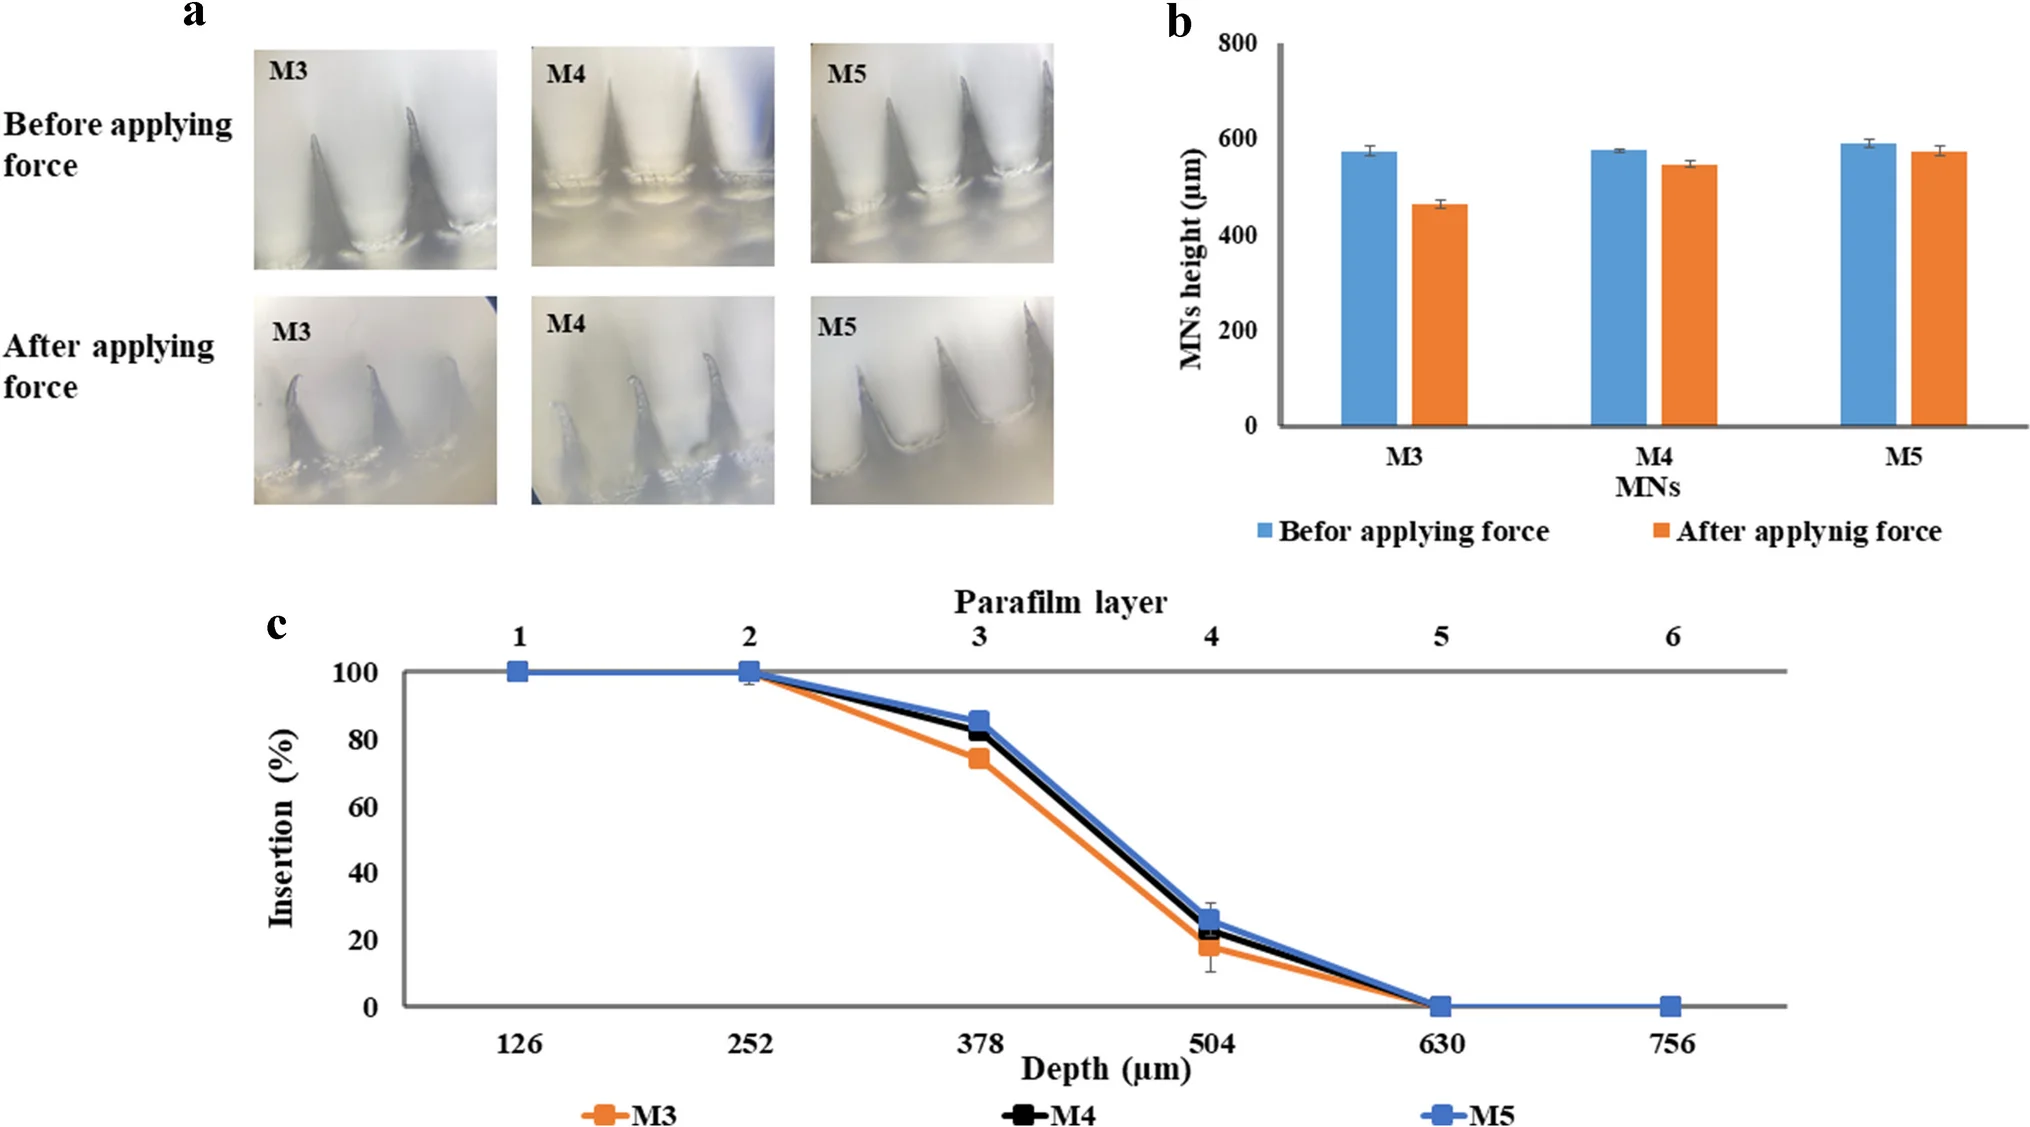 a
Before applying
force
M3
M4
M5
After applying
force
M3
M4
M5
b
MNs height (µm)
800
600
400
200
0
M3
M4
M5
MNs
Befor applying force
After applynig force
c
Parafilm layer
1 2 3 4 5 6
Insertion (%)
100
80
60
40
20
0
126 252 378 504 630 756
Depth (µm)
M3
M4
M5